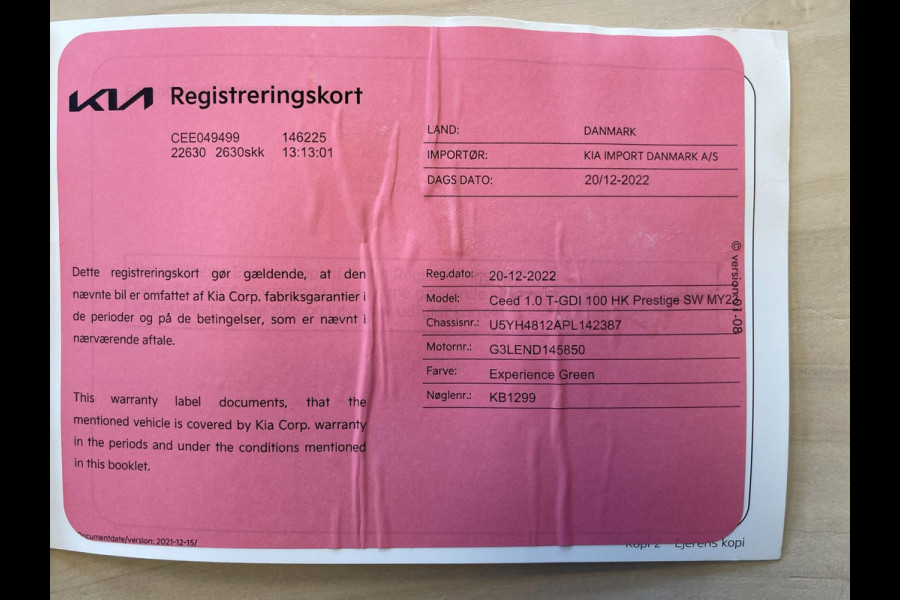 KIA Registreringskort
CEE049499 146225
22630 2630skk 13:13:01
LAND: DANMARK
IMPORTØR: KIA IMPORT DANMARK A/S
DAGS DATO: 20/12-2022
Dette registreringskort gør gældende, at den
nævnte bil er omfattet af Kia Corp. fabriksgarantier i
de perioder og på de betingelser, som er nævnt i
nærværende aftale.
This warranty label documents, that the
mentioned vehicle is covered by Kia Corp. warranty
in the periods and under the conditions mentioned
in this booklet.
Reg.dato: 20-12-2022
Model: Ceed 1.0 T-GDI 100 HK Prestige SW MY22
Chassisnr.: U5YH4812APL142387
Motornr.: G3LEND145850
Farve: Experience Green
Nøglenr.: KB1299
© version 01-08
Documentdate/version: 2021-12-15/
Kopi 2 Ejerens kopi